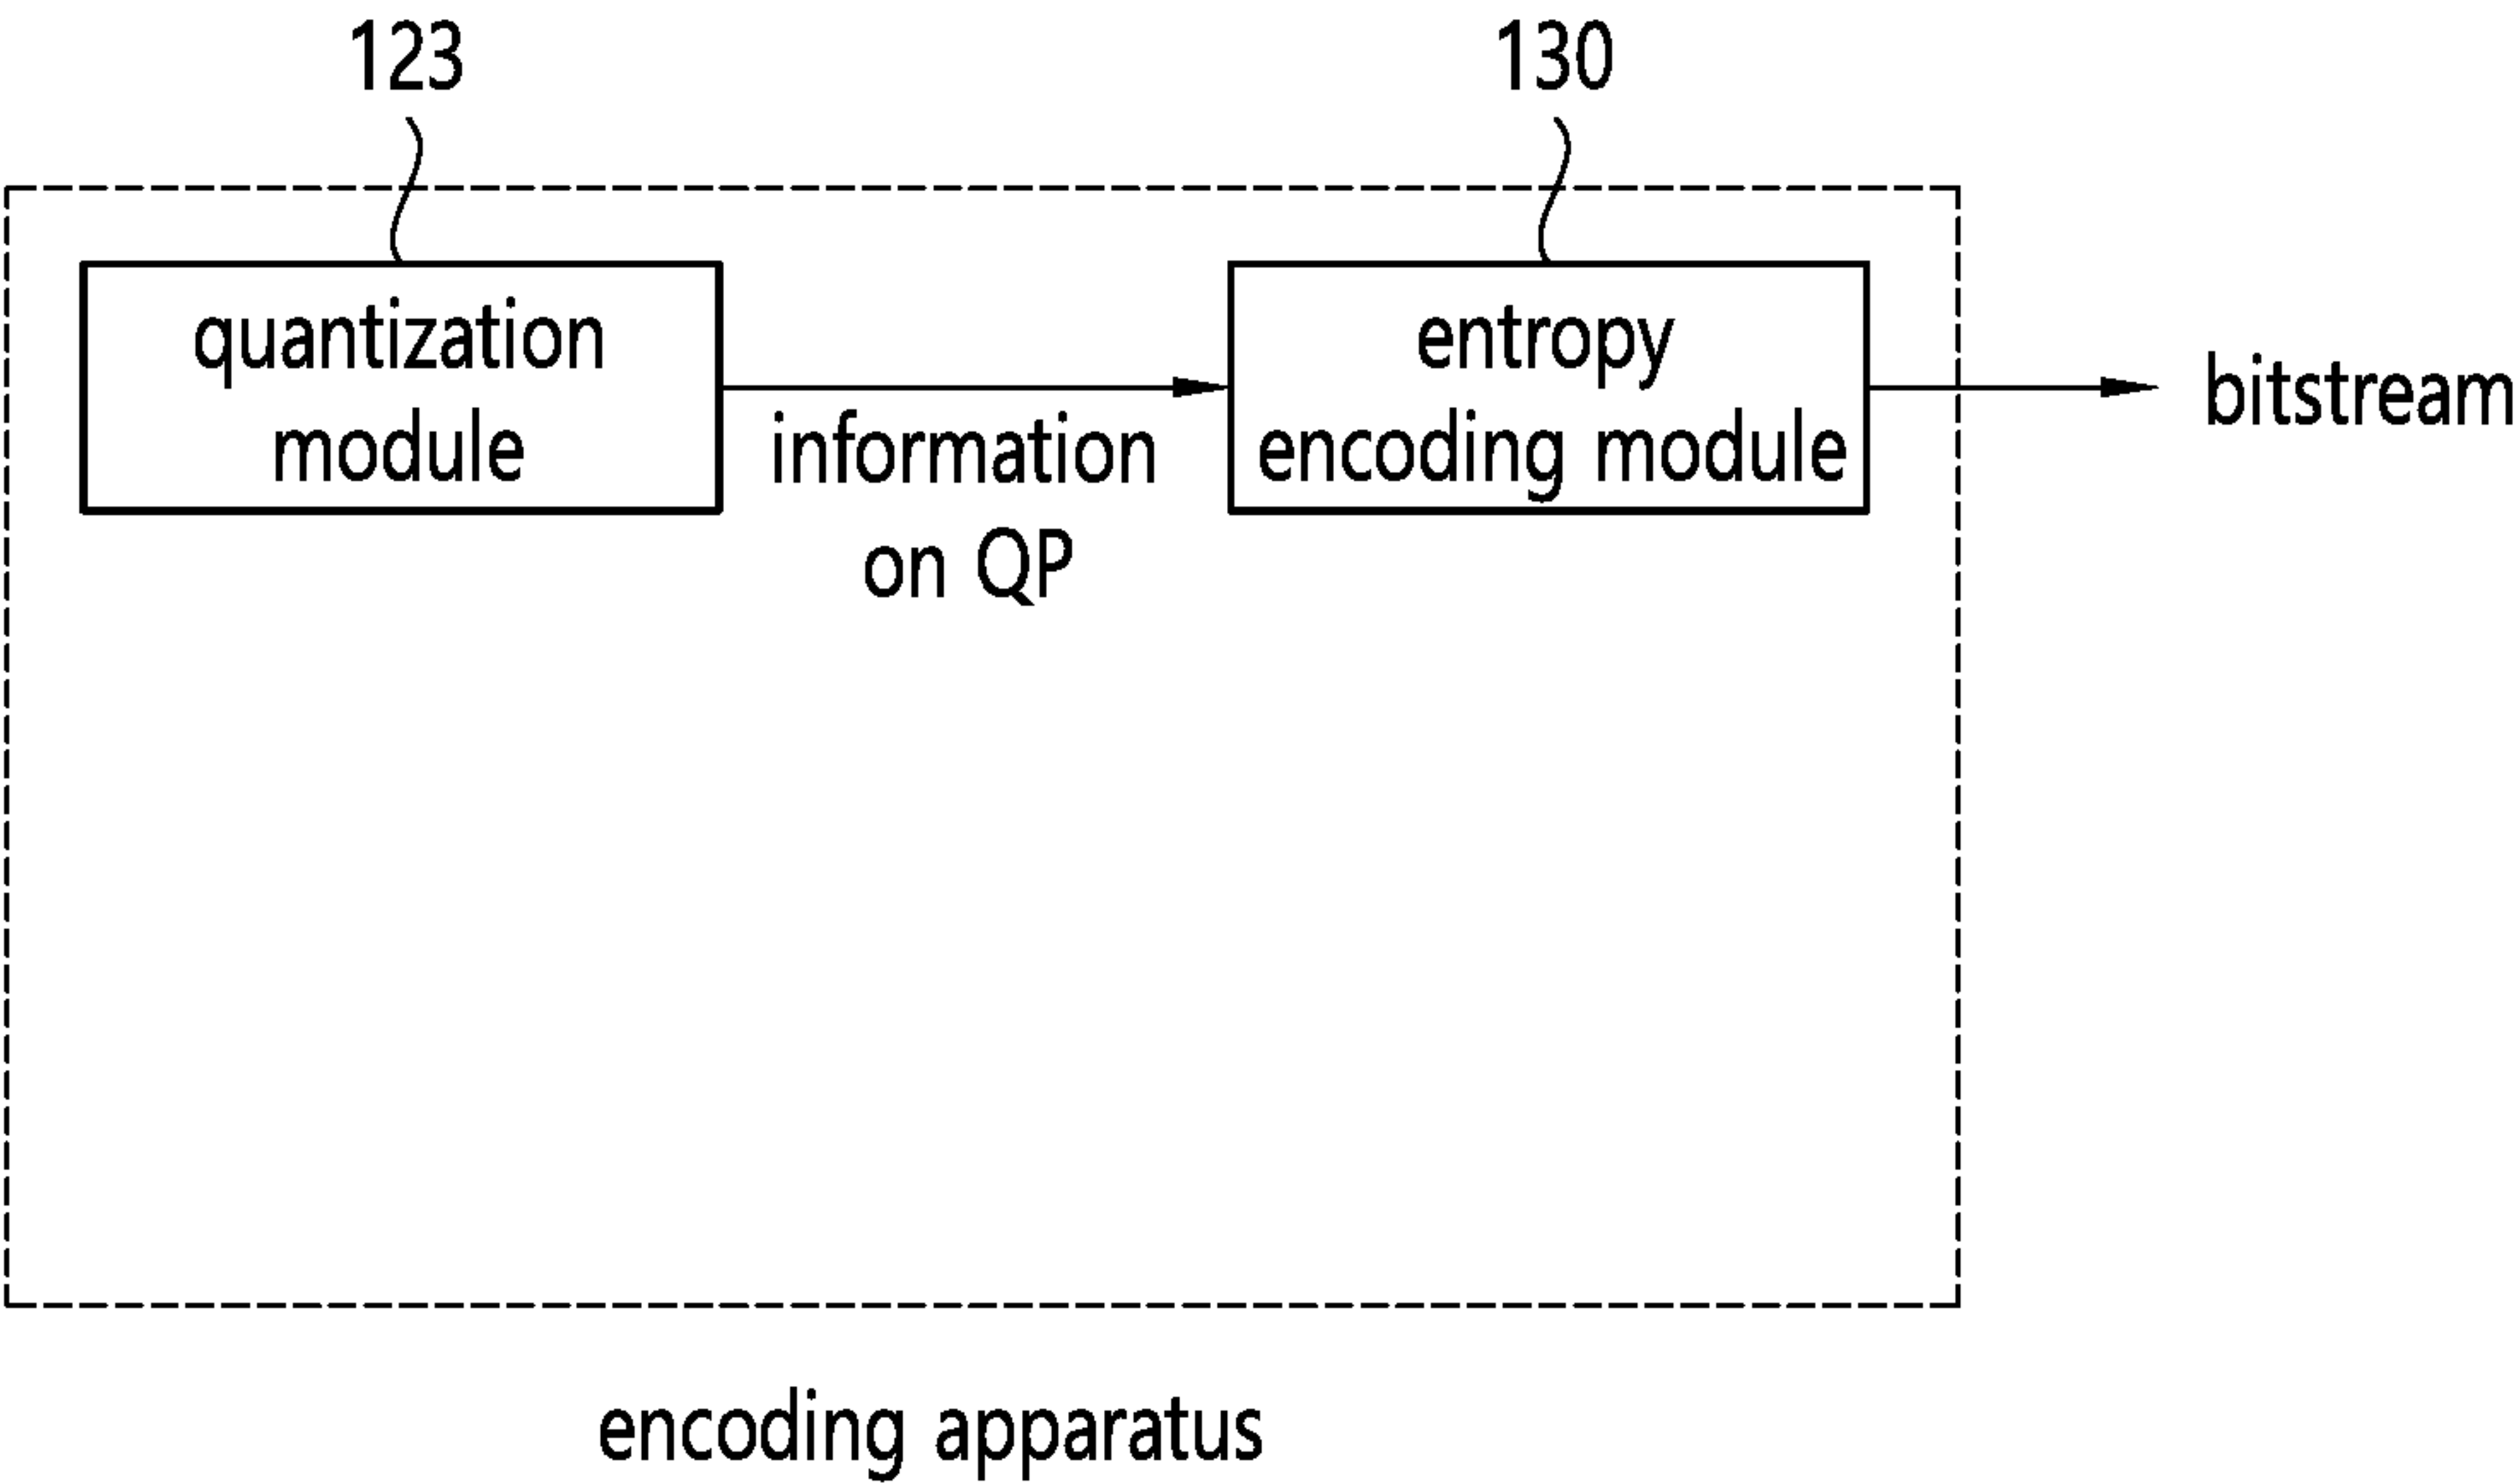 123
130
quantization
module
information
on QP
entropy
encoding module
bitstream
encoding apparatus